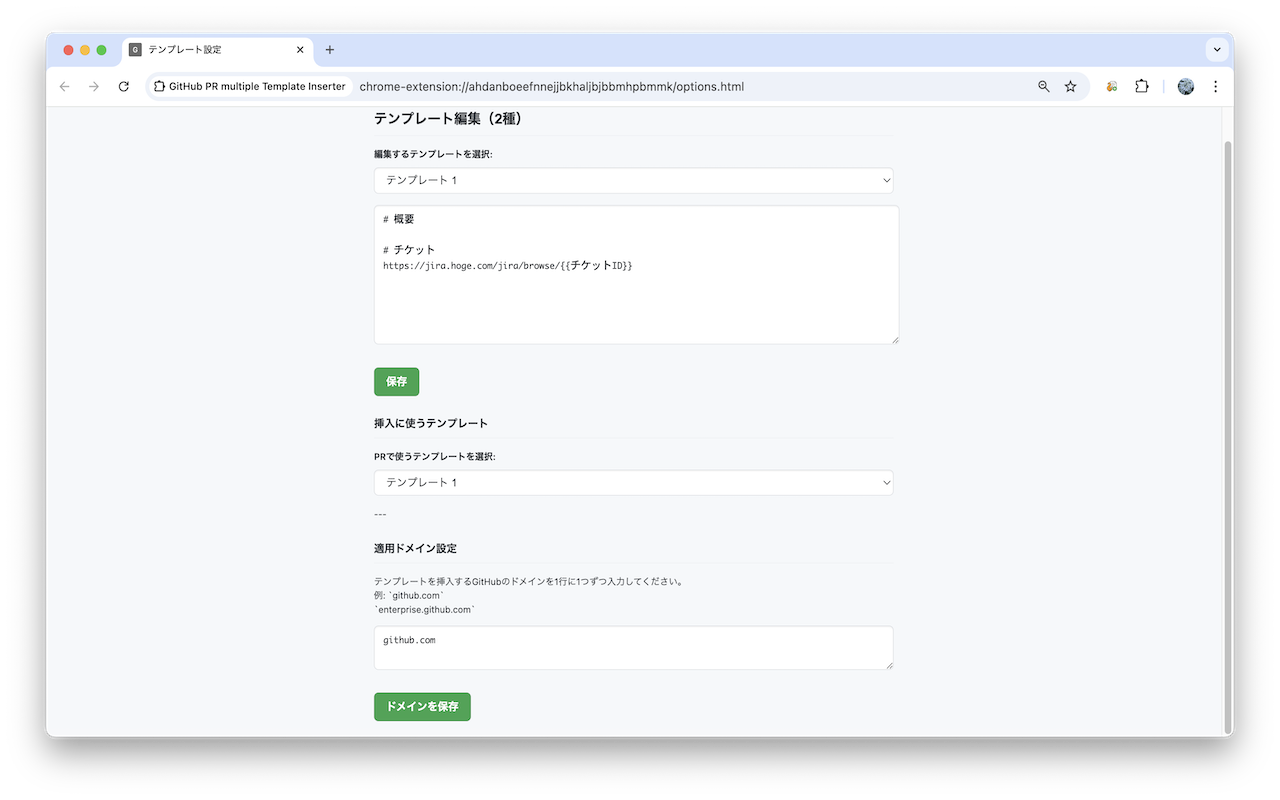 G テンプレート設定
GitHub PR multiple Template Inserter chrome-extension://ahdanboeefnnejjbkhaljbjbbmhpbmmk/options.html
テンプレート編集（2種）
編集するテンプレートを選択:
テンプレート 1
# 概要
# チケット
https://jira.hoge.com/jira/browse/{{チケットID}}
保存
挿入に使うテンプレート
PRで使うテンプレートを選択:
テンプレート 1
---
適用ドメイン設定
テンプレートを挿入するGitHubのドメインを1行に1つずつ入力してください。
例: `github.com`
`enterprise.github.com`
github.com
ドメインを保存